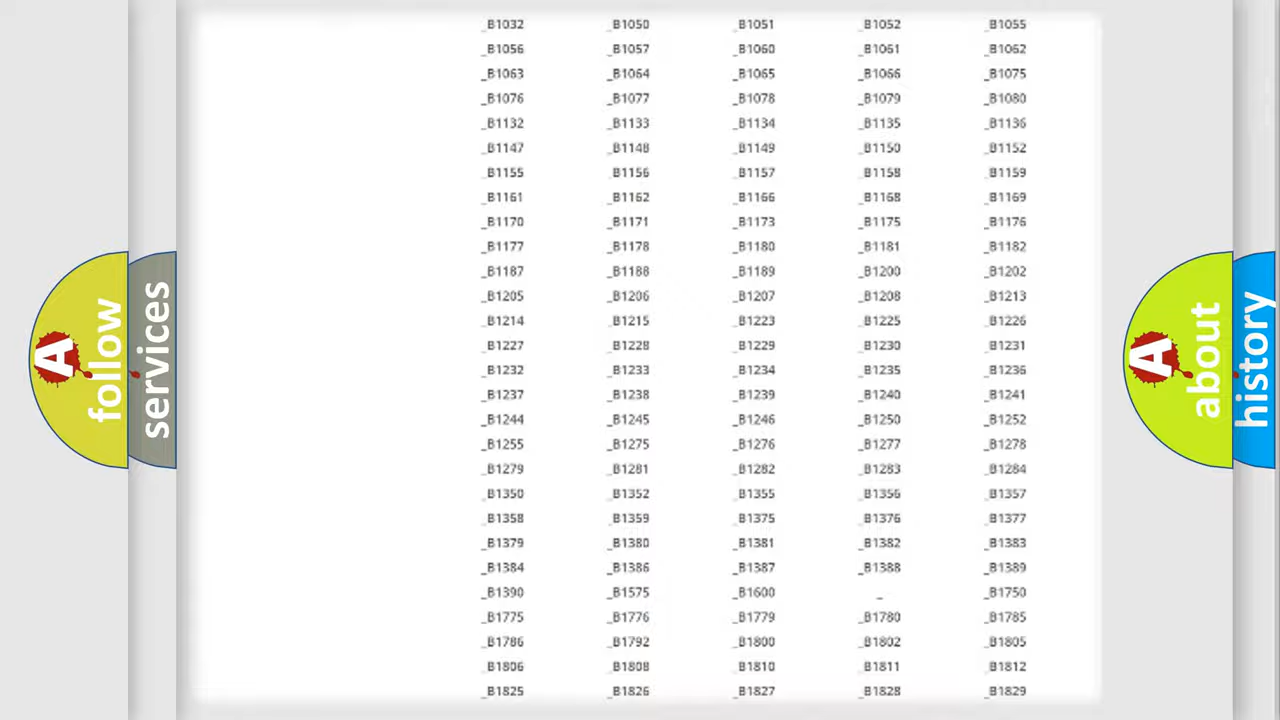 _B1032 _B1050 _B1051 _B1052 _B1055
_B1056 _B1057 _B1060 _B1061 _B1062
_B1063 _B1064 _B1065 _B1066 _B1075
_B1076 _B1077 _B1078 _B1079 _B1080
_B1132 _B1133 _B1134 _B1135 _B1136
_B1147 _B1148 _B1149 _B1150 _B1152
_B1155 _B1156 _B1157 _B1158 _B1159
_B1161 _B1162 _B1166 _B1168 _B1169
_B1170 _B1171 _B1173 _B1175 _B1176
_B1177 _B1178 _B1180 _B1181 _B1182
_B1187 _B1188 _B1189 _B1200 _B1202
_B1205 _B1206 _B1207 _B1208 _B1213
_B1214 _B1215 _B1223 _B1225 _B1226
_B1227 _B1228 _B1229 _B1230 _B1231
_B1232 _B1233 _B1234 _B1235 _B1236
_B1237 _B1238 _B1239 _B1240 _B1241
_B1244 _B1245 _B1246 _B1250 _B1252
_B1255 _B1275 _B1276 _B1277 _B1278
_B1279 _B1281 _B1282 _B1283 _B1284
_B1350 _B1352 _B1355 _B1356 _B1357
_B1358 _B1359 _B1375 _B1376 _B1377
_B1379 _B1380 _B1381 _B1382 _B1383
_B1384 _B1386 _B1387 _B1388 _B1389
_B1390 _B1575 _B1600 _ _B1750
_B1775 _B1776 _B1779 _B1780 _B1785
_B1786 _B1792 _B1800 _B1802 _B1805
_B1806 _B1808 _B1810 _B1811 _B1812
_B1825 _B1826 _B1827 _B1828 _B1829
A
follow
services
A
about
history